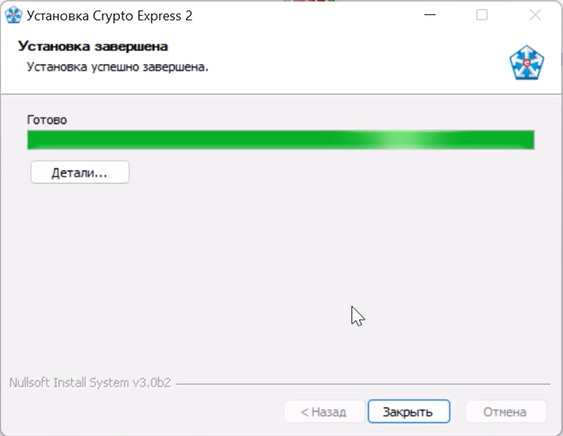 Установка Crypto Express 2
Установка завершена
Установка успешно завершена.
Готово
Детали...
Nullsoft Install System v3.0b2
< Назад
Закрыть
Отмена